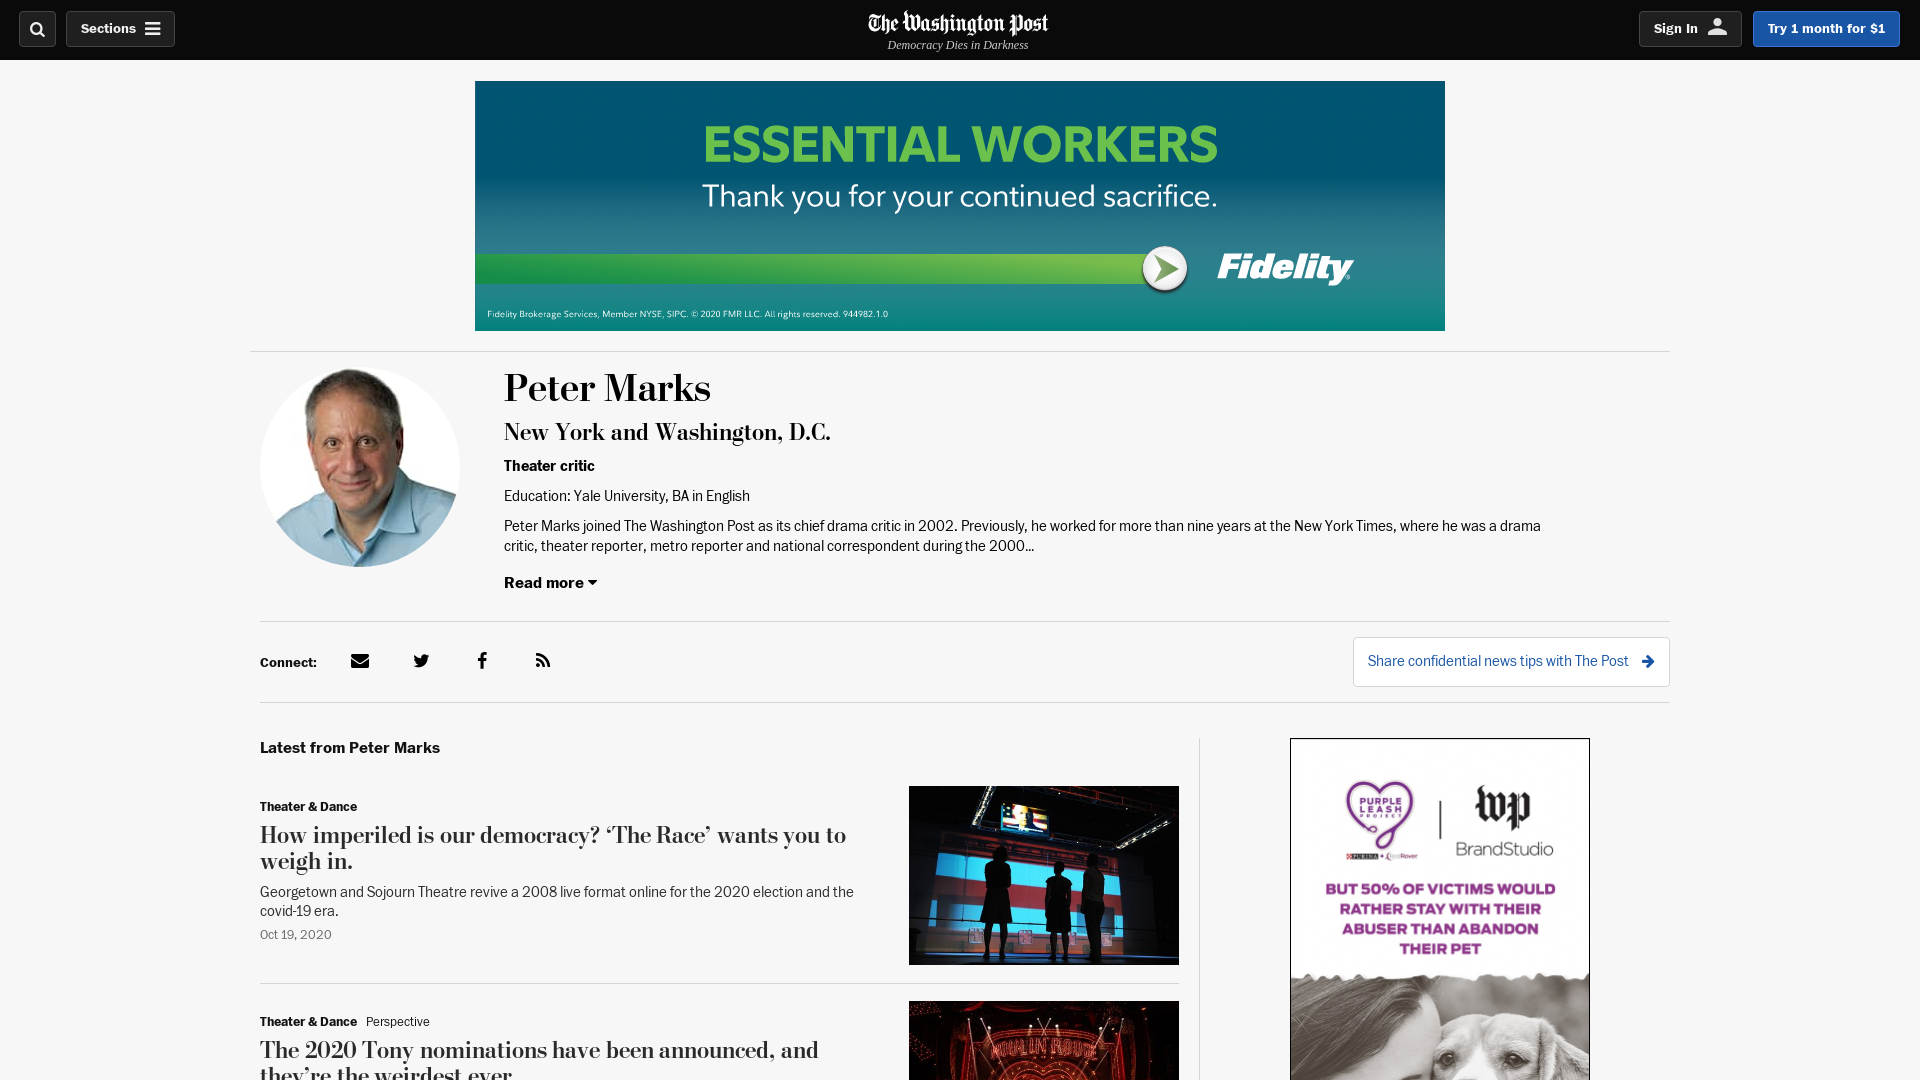 Sections
The Washington Post
Democracy Dies in Darkness
Sign In
Try 1 month for $1
ESSENTIAL WORKERS
Thank you for your continued sacrifice.
Fidelity
Fidelity Brokerage Services, Member NYSE, SIPC. © 2020 FMR LLC. All rights reserved. 944982.1.0
Peter Marks
New York and Washington, D.C.
Theater critic
Education: Yale University, BA in English
Peter Marks joined The Washington Post as its chief drama critic in 2002. Previously, he worked for more than nine years at the New York Times, where he was a drama
critic, theater reporter, metro reporter and national correspondent during the 2000...
Read more
Connect:
Share confidential news tips with The Post
Latest from Peter Marks
Theater & Dance
How imperiled is our democracy? ‘The Race’ wants you to
weigh in.
Georgetown and Sojourn Theatre revive a 2008 live format online for the 2020 election and the
covid-19 era.
Oct 19, 2020
Theater & Dance Perspective
The 2020 Tony nominations have been announced, and
they’re the weirdest ever
MOULIN ROUGE
PURPLE
LEASH
PROJECT
PURINA + RedRover
wp
BrandStudio
BUT 50% OF VICTIMS WOULD
RATHER STAY WITH THEIR
ABUSER THAN ABANDON
THEIR PET